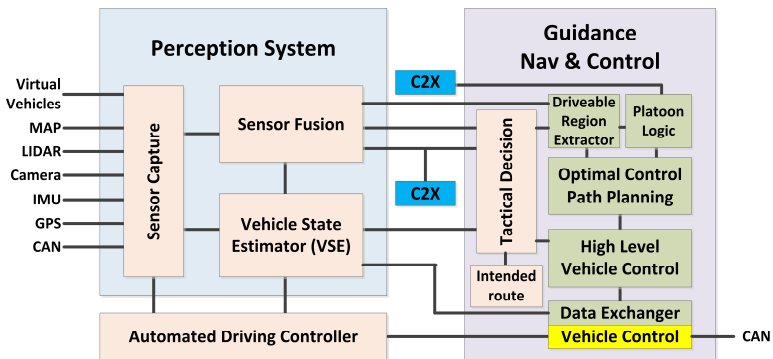 Perception System
Guidance
Nav & Control
Virtual
Vehicles
MAP
LIDAR
Camera
IMU
GPS
CAN
Sensor Capture
Sensor Fusion
Vehicle State
Estimator (VSE)
C2X
C2X
Tactical Decision
Intended
route
Driveable
Region
Extractor
Platoon
Logic
Optimal Control
Path Planning
High Level
Vehicle Control
Data Exchanger
Vehicle Control
Automated Driving Controller
CAN